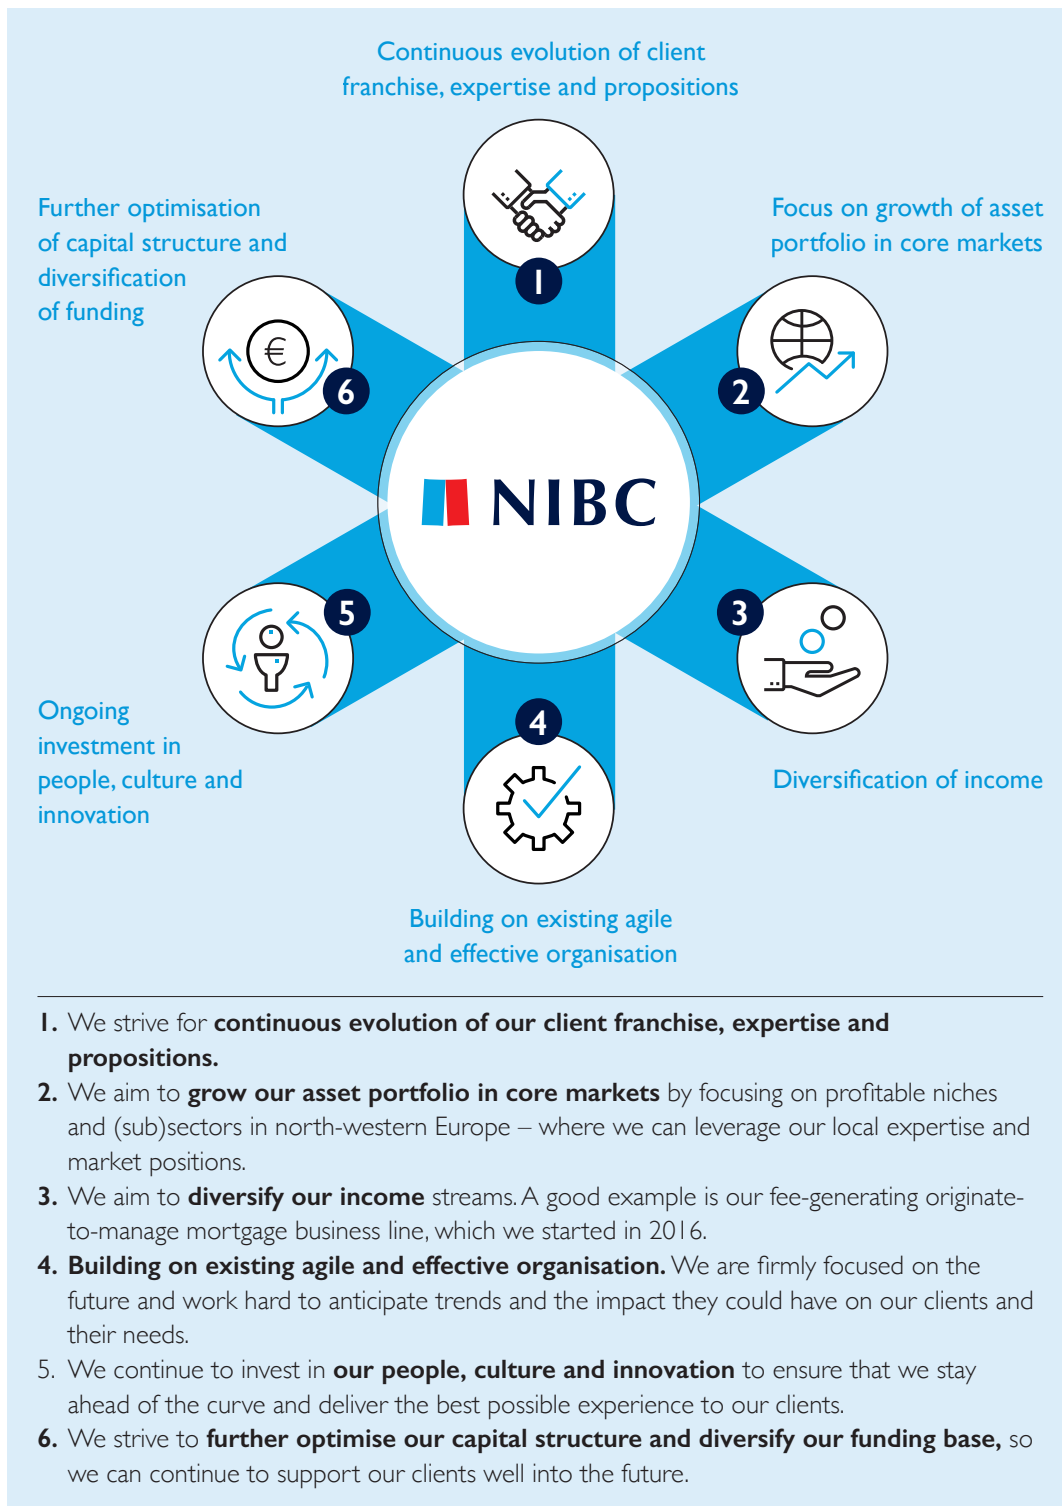 Continuous evolution of client
franchise, expertise and propositions
Further optimisation
of capital structure and
diversification
of funding
Focus on growth of asset
portfolio in core markets
1
€
6
2
NIBC
5
3
4
Ongoing
investment in
people, culture and
innovation
Diversification of income
Building on existing agile
and effective organisation
1. We strive for continuous evolution of our client franchise, expertise and
propositions.
2. We aim to grow our asset portfolio in core markets by focusing on profitable niches
and (sub)sectors in north-western Europe – where we can leverage our local expertise and
market positions.
3. We aim to diversify our income streams. A good example is our fee-generating originate-
to-manage mortgage business line, which we started in 2016.
4. Building on existing agile and effective organisation. We are firmly focused on the
future and work hard to anticipate trends and the impact they could have on our clients and
their needs.
5. We continue to invest in our people, culture and innovation to ensure that we stay
ahead of the curve and deliver the best possible experience to our clients.
6. We strive to further optimise our capital structure and diversify our funding base, so
we can continue to support our clients well into the future.